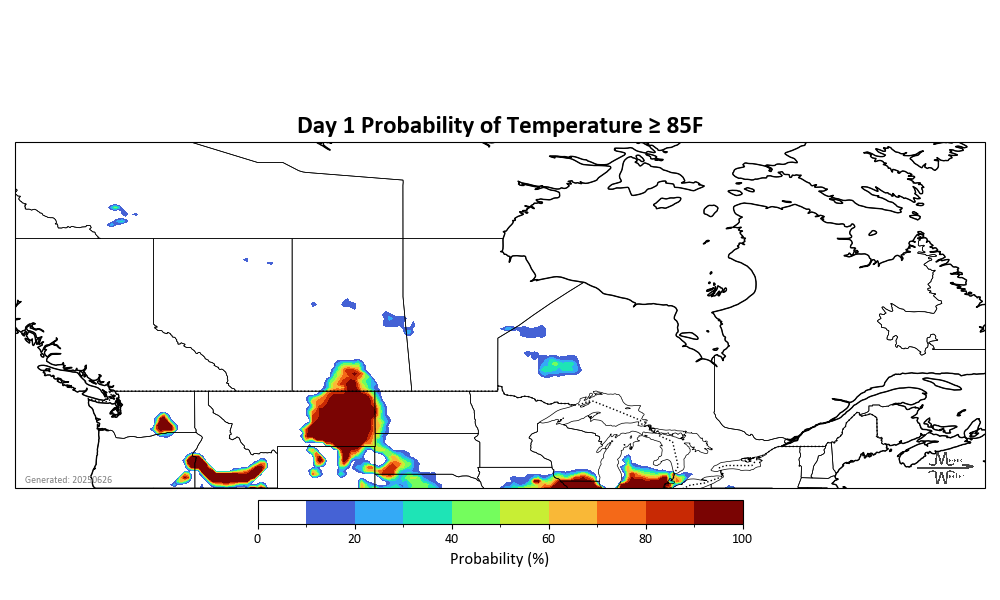 Day 1 Probability of Temperature ≥ 85F
Generated: 20250626
0 20 40 60 80 100
Probability (%)